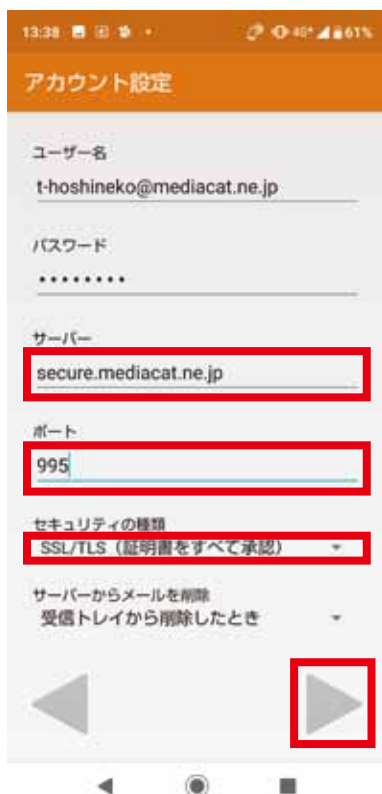 13:38 61%
アカウント設定
ユーザー名
t-hoshineko@mediacat.ne.jp
パスワード
••••••••
サーバー
secure.mediacat.ne.jp
ポート
995
セキュリティの種類
SSL/TLS（証明書をすべて承認）
サーバーからメールを削除
受信トレイから削除したとき